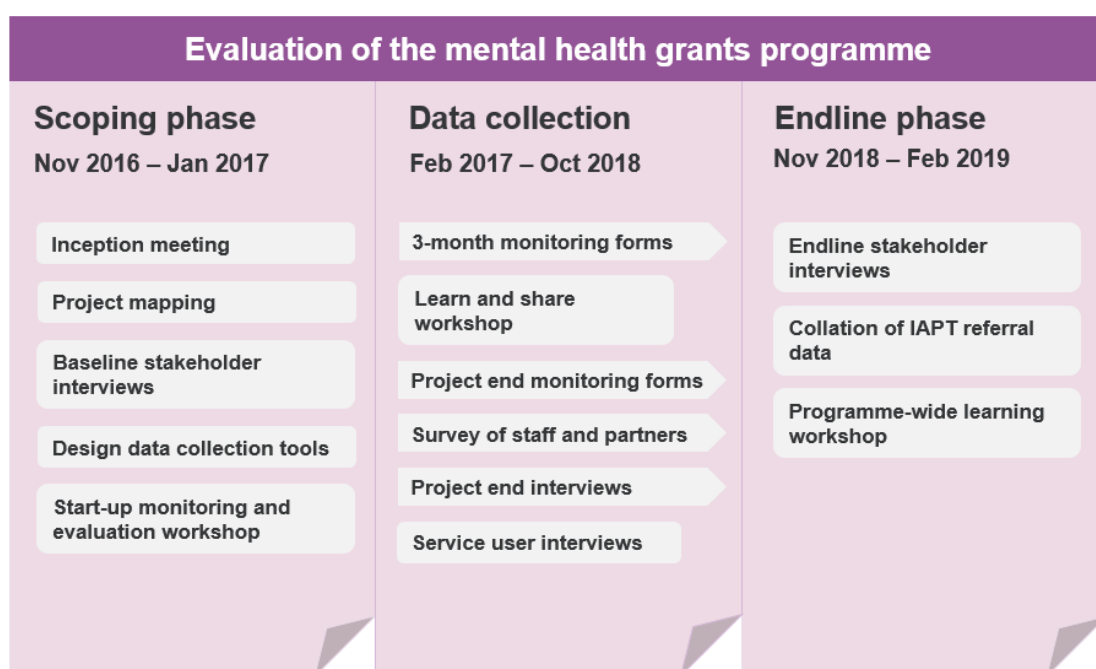 Evaluation of the mental health grants programme
Scoping phase
Nov 2016 – Jan 2017
Inception meeting
Project mapping
Baseline stakeholder
interviews
Design data collection tools
Start-up monitoring and
evaluation workshop
Data collection
Feb 2017 – Oct 2018
3-month monitoring forms
Learn and share
workshop
Project end monitoring forms
Survey of staff and partners
Project end interviews
Service user interviews
Endline phase
Nov 2018 – Feb 2019
Endline stakeholder
interviews
Collation of IAPT referral
data
Programme-wide learning
workshop